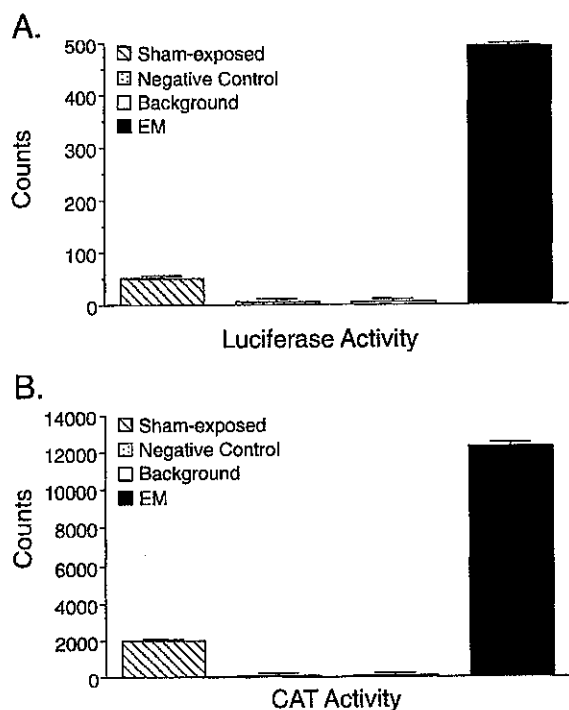 A.
500
400
300
200
100
0
Counts
Sham-exposed
Negative Control
Background
EM
Luciferase Activity
B.
14000
12000
10000
8000
6000
4000
2000
0
Counts
Sham-exposed
Negative Control
Background
EM
CAT Activity